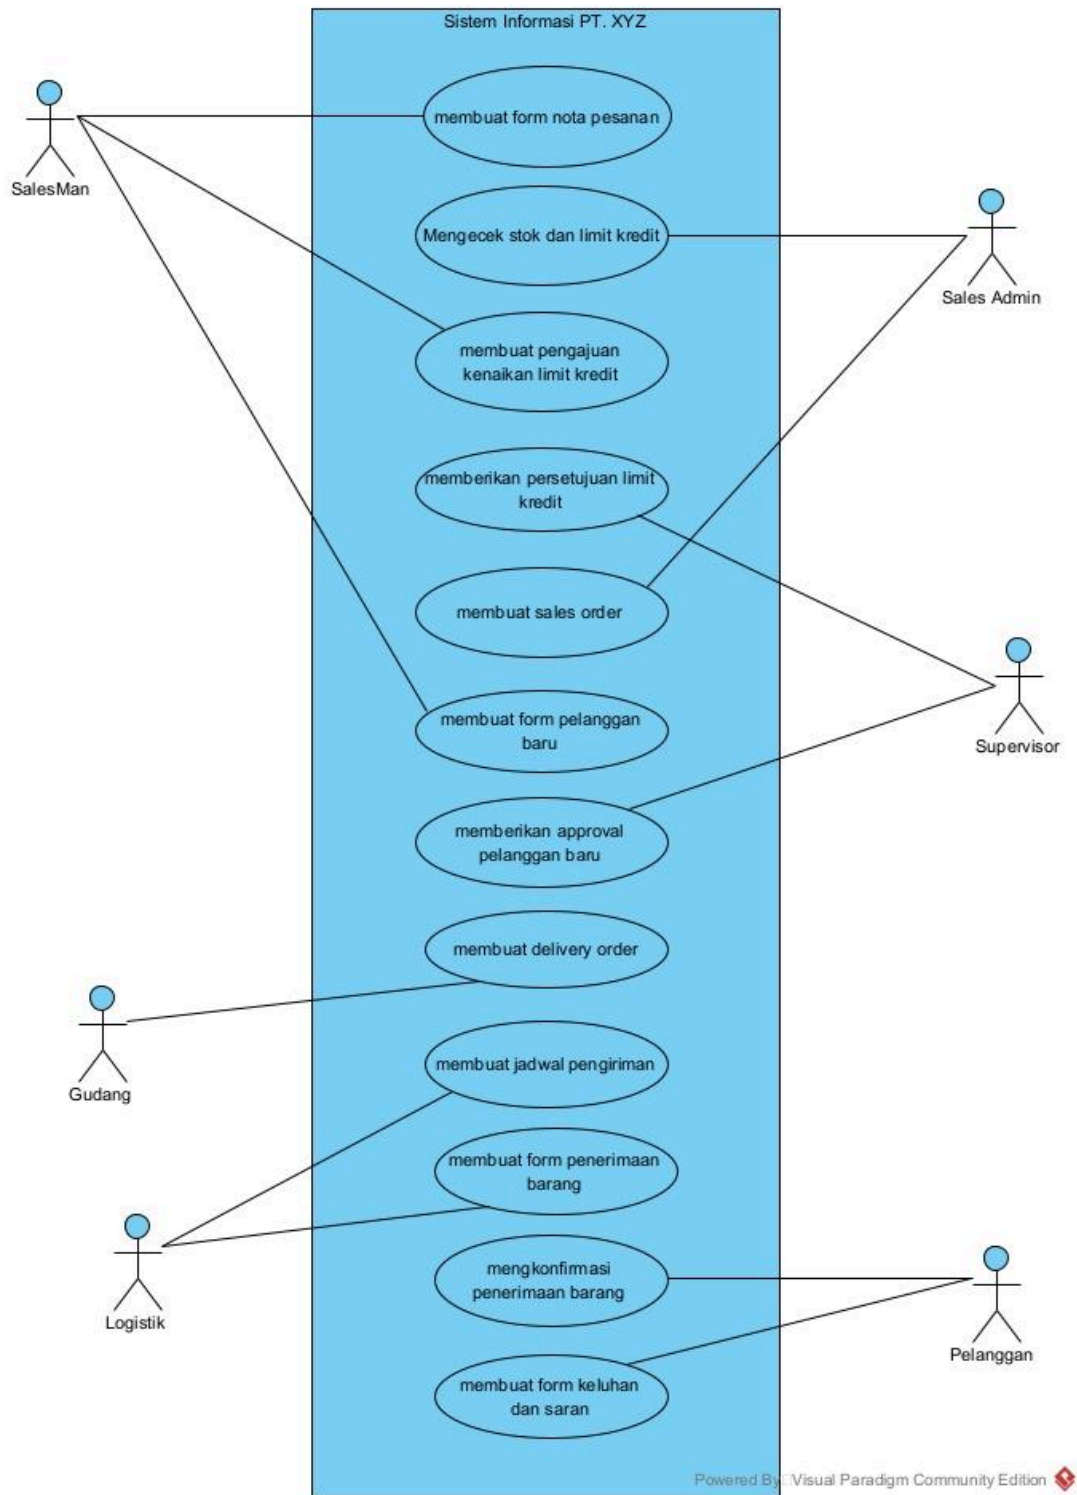 Sistem Informasi PT. XYZ
membuat form nota pesanan
SalesMan
Mengecek stok dan limit kredit
Sales Admin
membuat pengajuan
kenaikan limit kredit
memberikan persetujuan limit
kredit
membuat sales order
membuat form pelanggan
baru
Supervisor
memberikan approval
pelanggan baru
membuat delivery order
Gudang
membuat jadwal pengiriman
membuat form penerimaan
barang
Logistik
mengkonfirmasi
penerimaan barang
Pelanggan
membuat form keluhan
dan saran
Powered By Visual Paradigm Community Edition